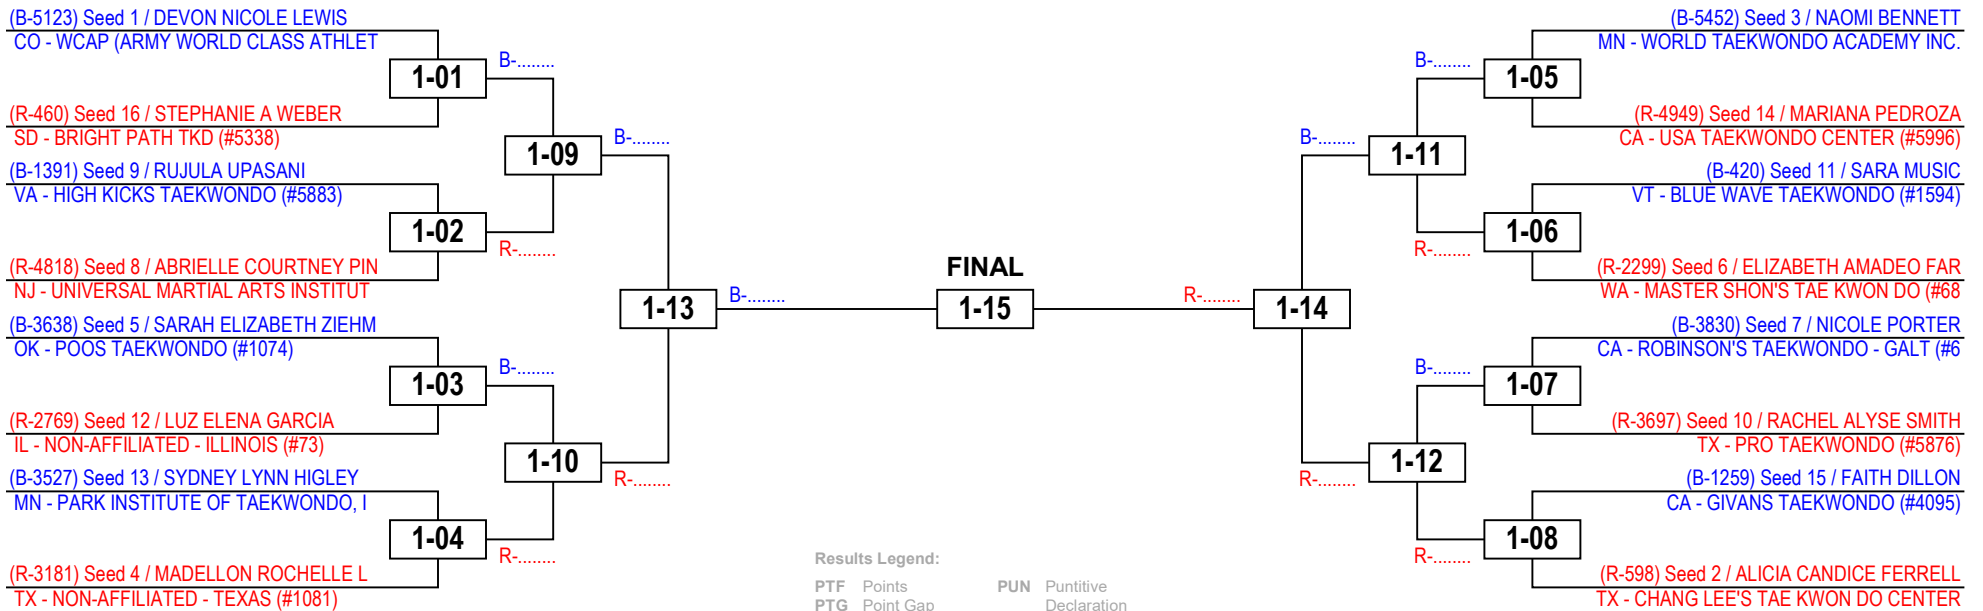 (B-5123) Seed 1 / DEVON NICOLE LEWIS
CO - WCAP (ARMY WORLD CLASS ATHLET
1-01
(R-460) Seed 16 / STEPHANIE A WEBER
SD - BRIGHT PATH TKD (#5338)
B-........
1-09
B-........
(B-1391) Seed 9 / RUJULA UPASANI
VA - HIGH KICKS TAEKWONDO (#5883)
1-02
R-........
(R-4818) Seed 8 / ABRIELLE COURTNEY PIN
NJ - UNIVERSAL MARTIAL ARTS INSTITUT
1-13
B-........
(B-3638) Seed 5 / SARAH ELIZABETH ZIEHM
OK - POOS TAEKWONDO (#1074)
1-03
B-........
(R-2769) Seed 12 / LUZ ELENA GARCIA
IL - NON-AFFILIATED - ILLINOIS (#73)
1-10
R-........
(B-3527) Seed 13 / SYDNEY LYNN HIGLEY
MN - PARK INSTITUTE OF TAEKWONDO, I
1-04
R-........
(R-3181) Seed 4 / MADELLON ROCHELLE L
TX - NON-AFFILIATED - TEXAS (#1081)
FINAL
1-15
(B-5452) Seed 3 / NAOMI BENNETT
MN - WORLD TAEKWONDO ACADEMY INC.
B-........
1-05
(R-4949) Seed 14 / MARIANA PEDROZA
CA - USA TAEKWONDO CENTER (#5996)
B-........
1-11
(B-420) Seed 11 / SARA MUSIC
VT - BLUE WAVE TAEKWONDO (#1594)
1-06
R-........
(R-2299) Seed 6 / ELIZABETH AMADEO FAR
WA - MASTER SHON'S TAE KWON DO (#68
R-........
1-14
(B-3830) Seed 7 / NICOLE PORTER
CA - ROBINSON'S TAEKWONDO - GALT (#6
B-........
1-07
(R-3697) Seed 10 / RACHEL ALYSE SMITH
TX - PRO TAEKWONDO (#5876)
1-12
R-........
(B-1259) Seed 15 / FAITH DILLON
CA - GIVANS TAEKWONDO (#4095)
1-08
R-........
(R-598) Seed 2 / ALICIA CANDICE FERRELL
TX - CHANG LEE'S TAE KWON DO CENTER
Results Legend:
PTF Points PUN Puntitive
PTG Point Gap Declaration